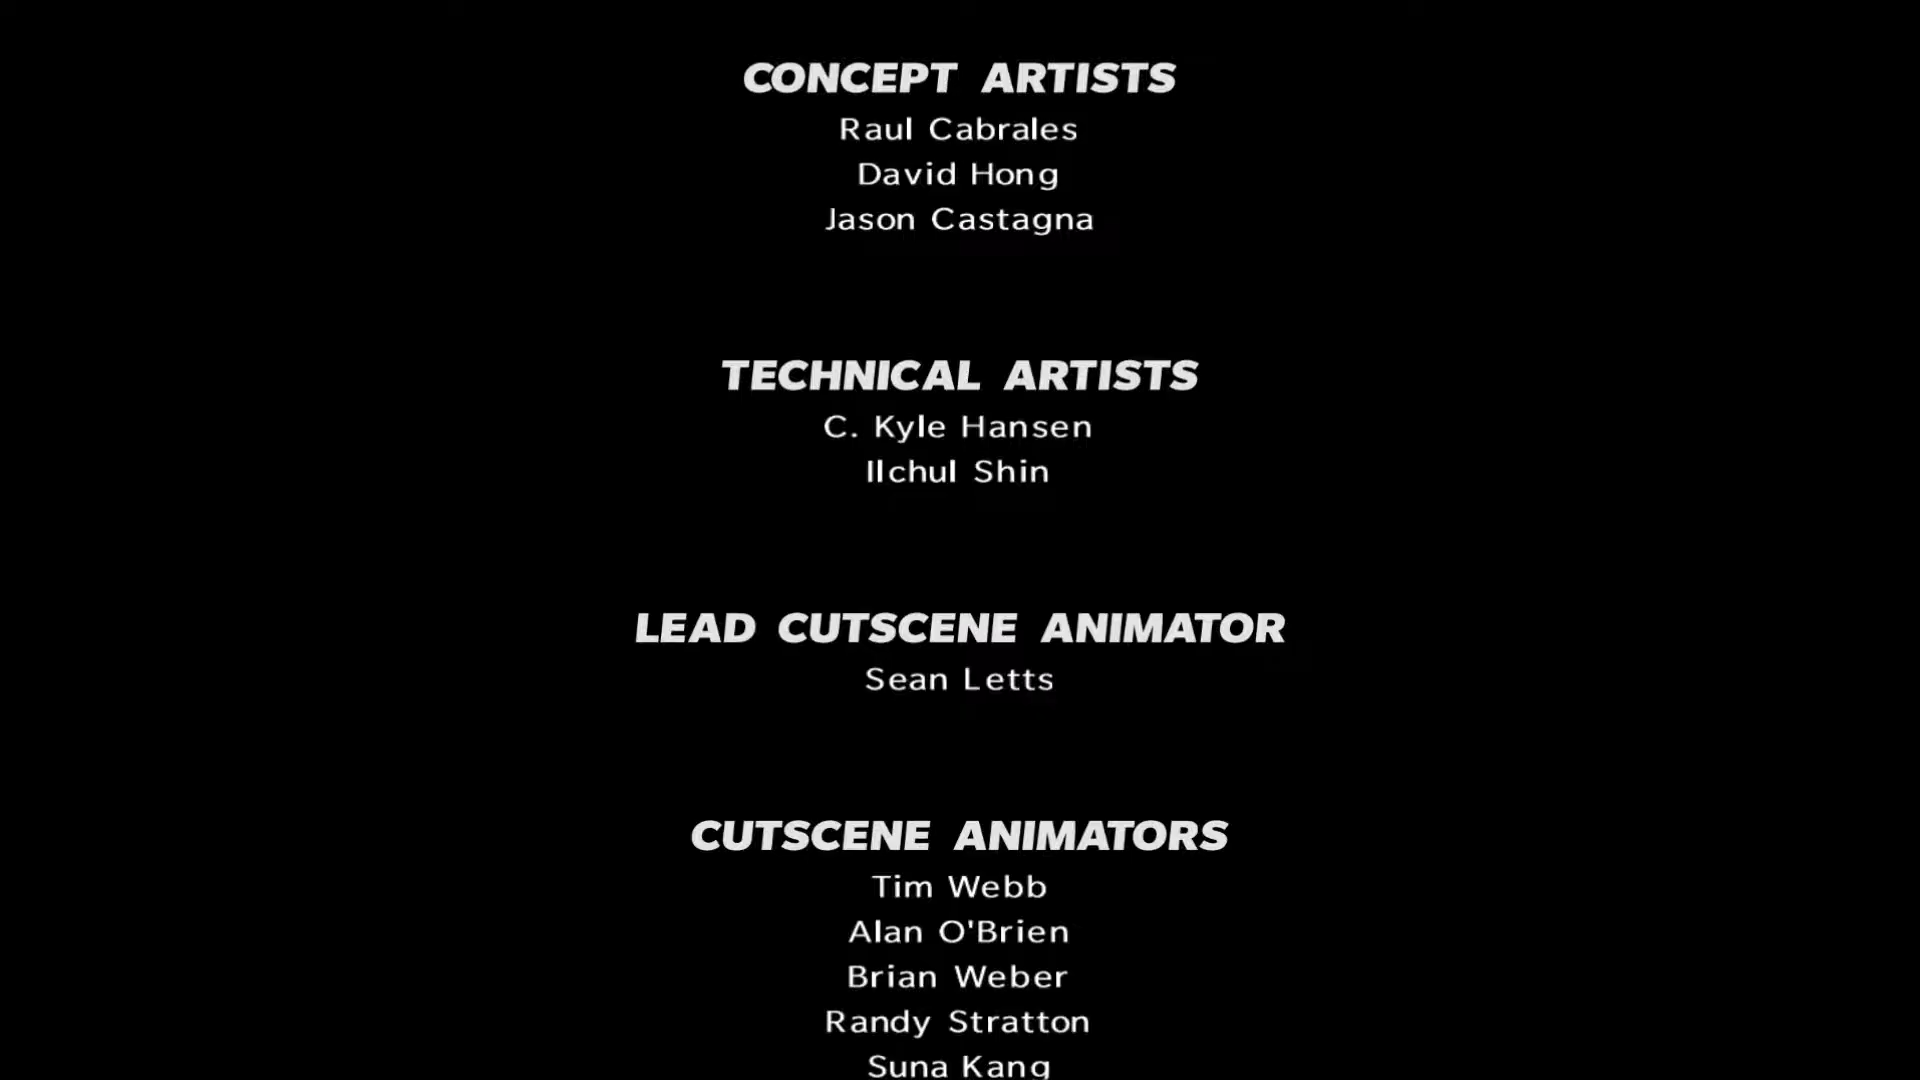 CONCEPT ARTISTS
Raul Cabrales
David Hong
Jason Castagna
TECHNICAL ARTISTS
C. Kyle Hansen
Ilchul Shin
LEAD CUTSCENE ANIMATOR
Sean Letts
CUTSCENE ANIMATORS
Tim Webb
Alan O'Brien
Brian Weber
Randy Stratton
Suna Kang